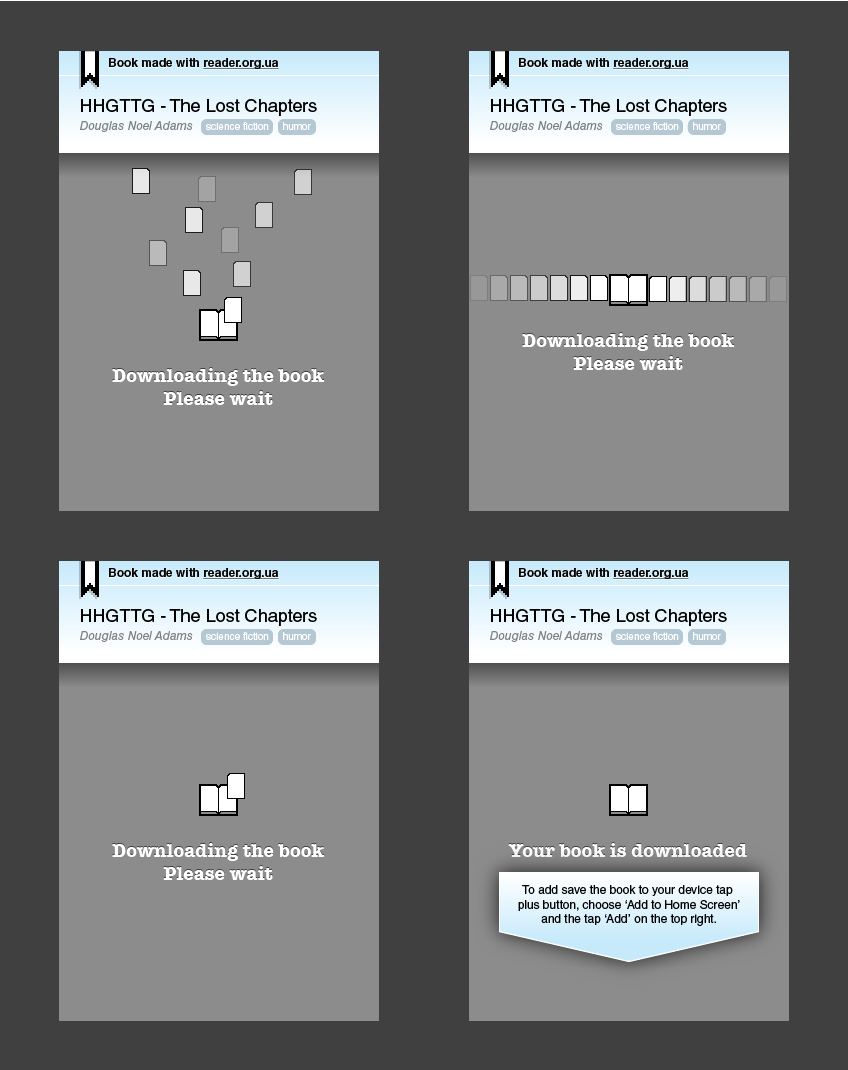 Book made with reader.org.ua
HHGTTG - The Lost Chapters
Douglas Noel Adams science fiction humor
Downloading the book
Please wait
Book made with reader.org.ua
HHGTTG - The Lost Chapters
Douglas Noel Adams science fiction humor
Downloading the book
Please wait
Book made with reader.org.ua
HHGTTG - The Lost Chapters
Douglas Noel Adams science fiction humor
Downloading the book
Please wait
Book made with reader.org.ua
HHGTTG - The Lost Chapters
Douglas Noel Adams science fiction humor
Your book is downloaded
To add save the book to your device tap
plus button, choose ‘Add to Home Screen’
and the tap ‘Add’ on the top right.